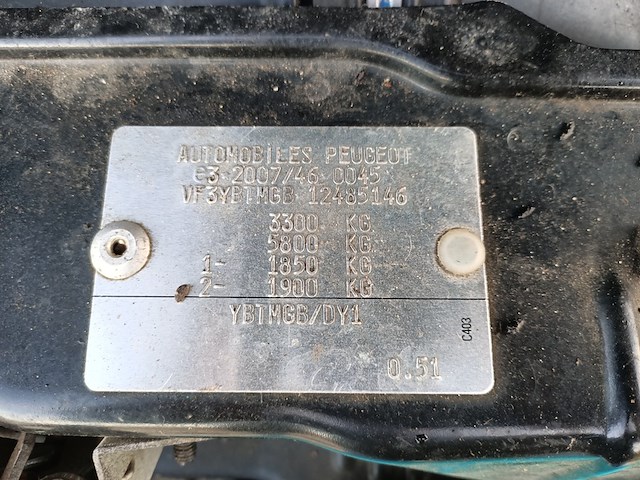 AUTOMOBILES PEUGEOT
e3*2007/46*0045
VF3YBTMGB 12485146
3300 KG
5800 KG
1- 1850 KG
2- 1900 KG
YBTMGB/DY1
C403
0.51